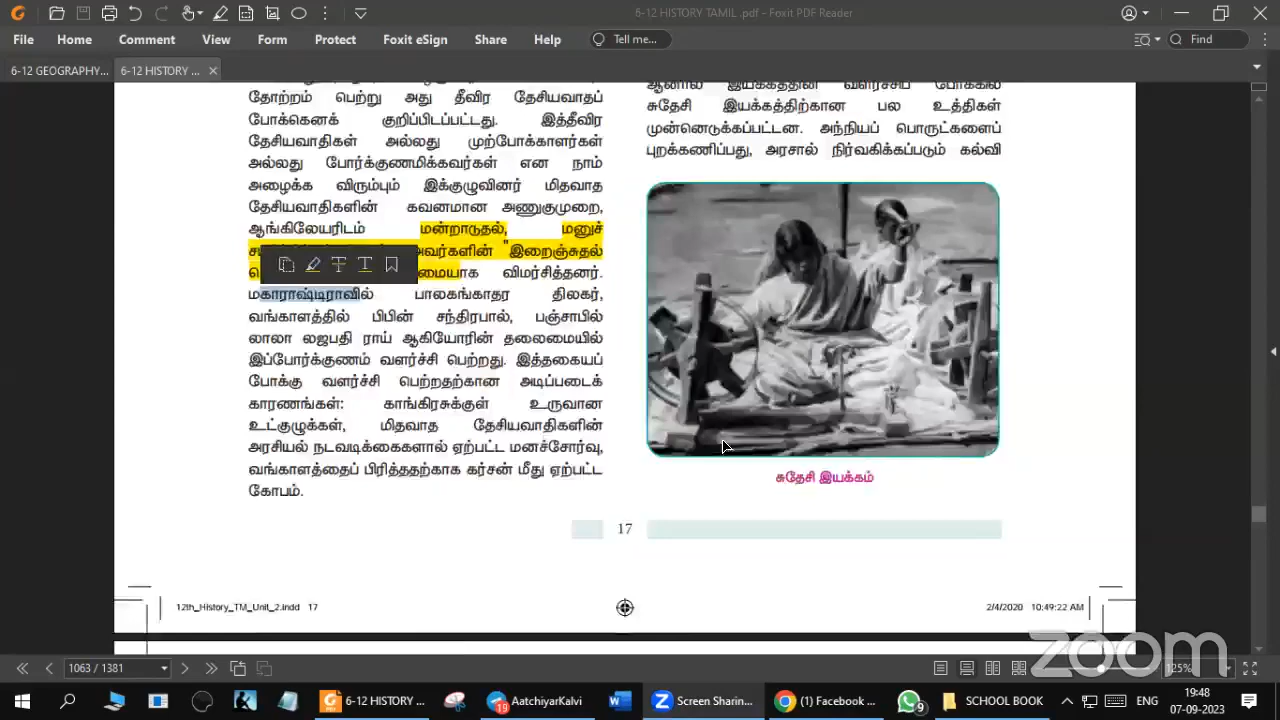 6-12 HISTORY TAMIL .pdf - Foxit PDF Reader
File Home Comment View Form Protect Foxit eSign Share Help Tell me... Find
6-12 GEOGRAPHY... 6-12 HISTORY ...
தோற்றம் பெற்று அது தீவிர தேசியவாதப்
போக்கெனக் குறிப்பிடப்பட்டது. இத்தீவிர
தேசியவாதிகள் அல்லது முற்போக்காளர்கள்
அல்லது போர்க்குணமிக்கவர்கள் என நாம்
அழைக்க விரும்பும் இக்குழுவினர் மிதவாத
தேசியவாதிகளின் கவனமான அணுகுமுறை,
ஆங்கிலேயரிடம் மன்றாடுதல், மனுச்
அவர்களின் "இறைஞ்சுதல்
விமர்சித்தனர்.
மகாராஷ்டிராவில் பாலகங்காதர திலகர்,
வங்காளத்தில் பிபின் சந்திரபால், பஞ்சாபில்
லாலா லஜபதி ராய் ஆகியோரின் தலைமையில்
இப்போர்க்குணம் வளர்ச்சி பெற்றது. இத்தகையப்
போக்கு வளர்ச்சி பெற்றதற்கான அடிப்படைக்
காரணங்கள்: காங்கிரசுக்குள் உருவான
உட்குழுக்கள், மிதவாத தேசியவாதிகளின்
அரசியல் நடவடிக்கைகளால் ஏற்பட்ட மனச்சோர்வு,
வங்காளத்தைப் பிரித்ததற்காக கர்சன் மீது ஏற்பட்ட
கோபம்.
ஆனால் இயக்கத்தின் வளர்ச்சிப் போக்கில்
சுதேசி இயக்கத்திற்கான பல உத்திகள்
முன்னெடுக்கப்பட்டன. அந்நியப் பொருட்களைப்
புறக்கணிப்பது, அரசால் நிர்வகிக்கப்படும் கல்வி
சுதேசி இயக்கம்
17
12th_History_TM_Unit_2.indd 17
2/4/2020 10:49:22 AM
zoom
1063 / 1381
125%
6-12 HISTORY ... AatchiyarKalvi Screen Sharin... (1) Facebook ... SCHOOL BOOK ENG 19:48
07-09-2023